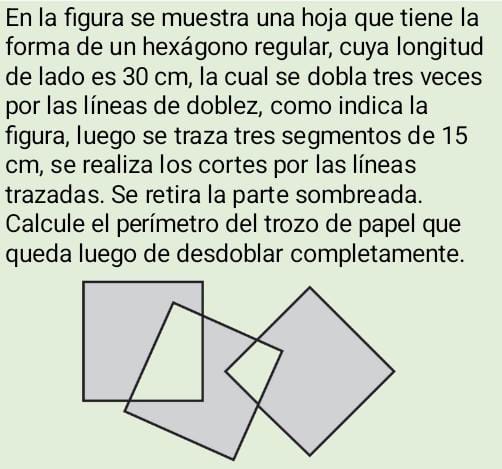 En la figura se muestra una hoja que tiene la
forma de un hexágono regular, cuya longitud
de lado es 30 cm, la cual se dobla tres veces
por las líneas de doblez, como indica la
figura, luego se traza tres segmentos de 15
cm, se realiza los cortes por las líneas
trazadas. Se retira la parte sombreada.
Calcule el perímetro del trozo de papel que
queda luego de desdoblar completamente.